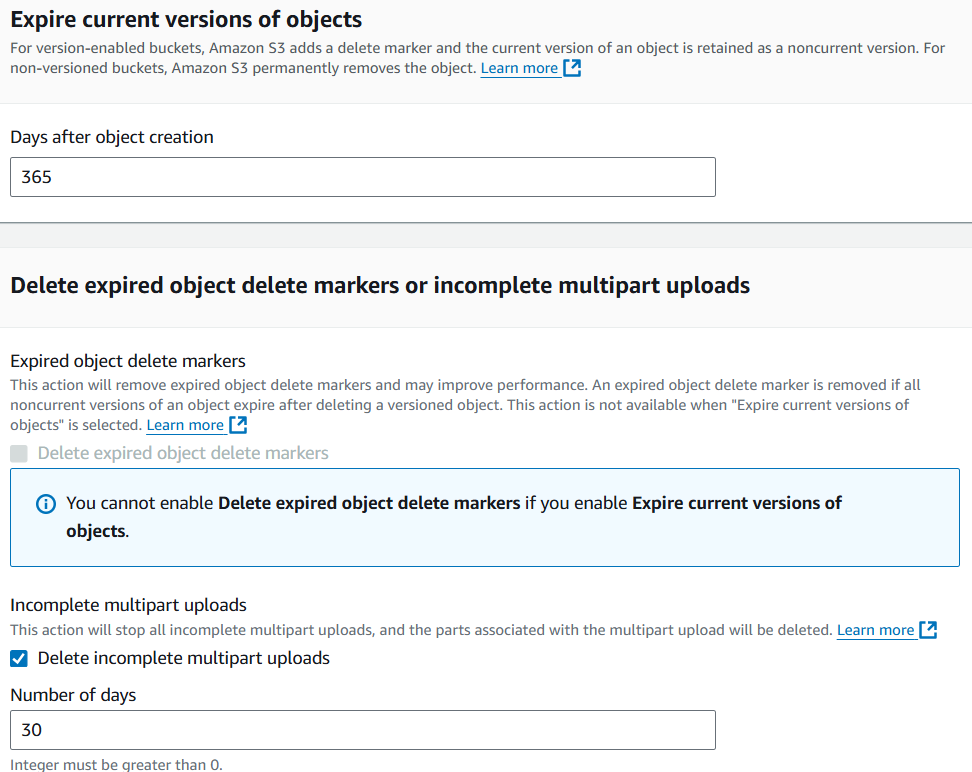 Expire current versions of objects
For version-enabled buckets, Amazon S3 adds a delete marker and the current version of an object is retained as a noncurrent version. For
non-versioned buckets, Amazon S3 permanently removes the object. Learn more
Days after object creation
365
Delete expired object delete markers or incomplete multipart uploads
Expired object delete markers
This action will remove expired object delete markers and may improve performance. An expired object delete marker is removed if all
noncurrent versions of an object expire after deleting a versioned object. This action is not available when "Expire current versions of
objects" is selected. Learn more
Delete expired object delete markers
You cannot enable Delete expired object delete markers if you enable Expire current versions of
objects.
Incomplete multipart uploads
This action will stop all incomplete multipart uploads, and the parts associated with the multipart upload will be deleted. Learn more
Delete incomplete multipart uploads
Number of days
30
Integer must be greater than 0.